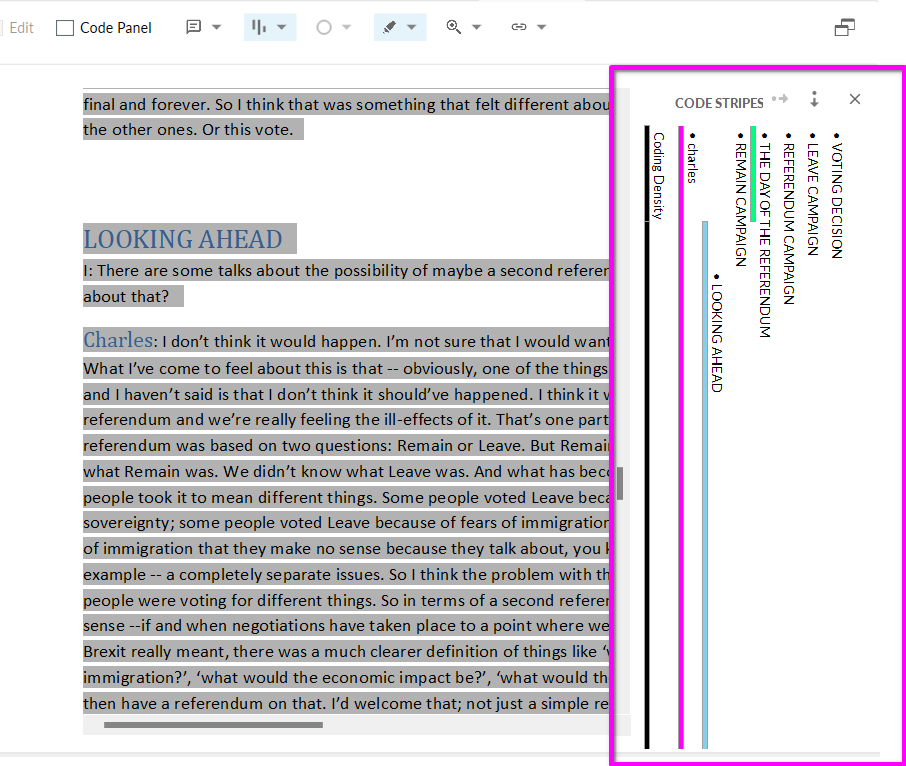 Edit
Code Panel
final and forever. So I think that was something that felt different abou
the other ones. Or this vote.
LOOKING AHEAD
I: There are some talks about the possibility of maybe a second referer
about that?
Charles: I don’t think it would happen. I’m not sure that I would want
What I’ve come to feel about this is that -- obviously, one of the things
and I haven’t said is that I don’t think it should’ve happened. I think it w
referendum and we’re really feeling the ill-effects of it. That’s one part
referendum was based on two questions: Remain or Leave. But Remai
what Remain was. We didn’t know what Leave was. And what has bec
people took it to mean different things. Some people voted Leave beca
sovereignty; some people voted Leave because of fears of immigration
of immigration that they make no sense because they talk about, you k
example -- a completely separate issues. So I think the problem with th
people were voting for different things. So in terms of a second referer
sense --if and when negotiations have taken place to a point where we
Brexit really meant, there was a much clearer definition of things like ‘v
immigration?’, ‘what would the economic impact be?’, ‘what would th
then have a referendum on that. I’d welcome that; not just a simple re
CODE STRIPES
Coding Density
• charles
• LOOKING AHEAD
• REMAIN CAMPAIGN
• THE DAY OF THE REFERENDUM
• REFERENDUM CAMPAIGN
• LEAVE CAMPAIGN
• VOTING DECISION